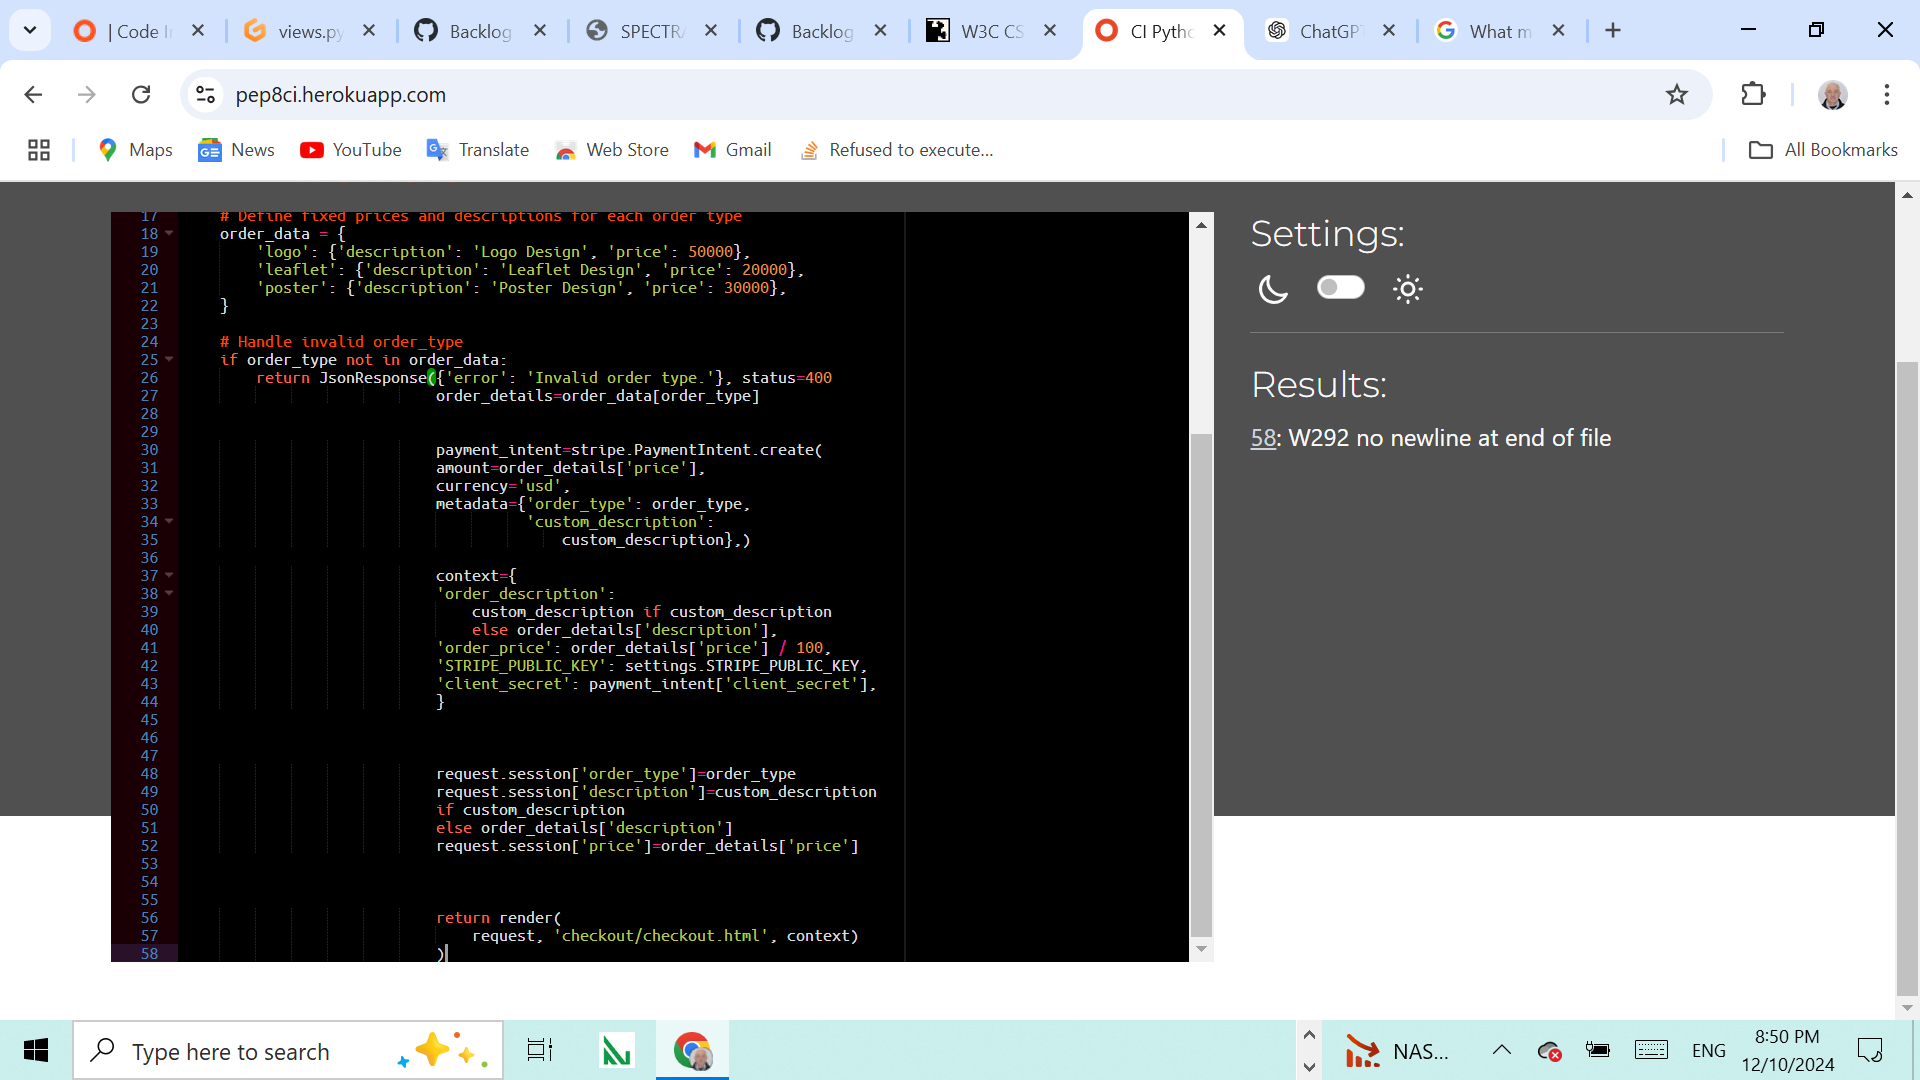 | Code I
views.py
Backlog
SPECTRA
Backlog
W3C CS
CI Pytho
ChatGPT
What m
pep8ci.herokuapp.com
Maps
News
YouTube
Translate
Web Store
Gmail
Refused to execute...
All Bookmarks
17 # Define fixed prices and descriptions for each order type
18 order_data = {
19 'logo': {'description': 'Logo Design', 'price': 50000},
20 'leaflet': {'description': 'Leaflet Design', 'price': 20000},
21 'poster': {'description': 'Poster Design', 'price': 30000},
22 }
23
24 # Handle invalid order_type
25 if order_type not in order_data:
26 return JsonResponse({'error': 'Invalid order type.'}, status=400
27 order_details=order_data[order_type]
28
29
30 payment_intent=stripe.PaymentIntent.create(
31 amount=order_details['price'],
32 currency='usd',
33 metadata={'order_type': order_type,
34 'custom_description':
35 custom_description},)
36
37 context={
38 'order_description':
39 custom_description if custom_description
40 else order_details['description'],
41 'order_price': order_details['price'] / 100,
42 'STRIPE_PUBLIC_KEY': settings.STRIPE_PUBLIC_KEY,
43 'client_secret': payment_intent['client_secret'],
44 }
45
46
47
48 request.session['order_type']=order_type
49 request.session['description']=custom_description
50 if custom_description
51 else order_details['description']
52 request.session['price']=order_details['price']
53
54
55
56 return render(
57 request, 'checkout/checkout.html', context)
58 )
Settings:
Results:
58: W292 no newline at end of file
Type here to search
NAS...
ENG
8:50 PM
12/10/2024